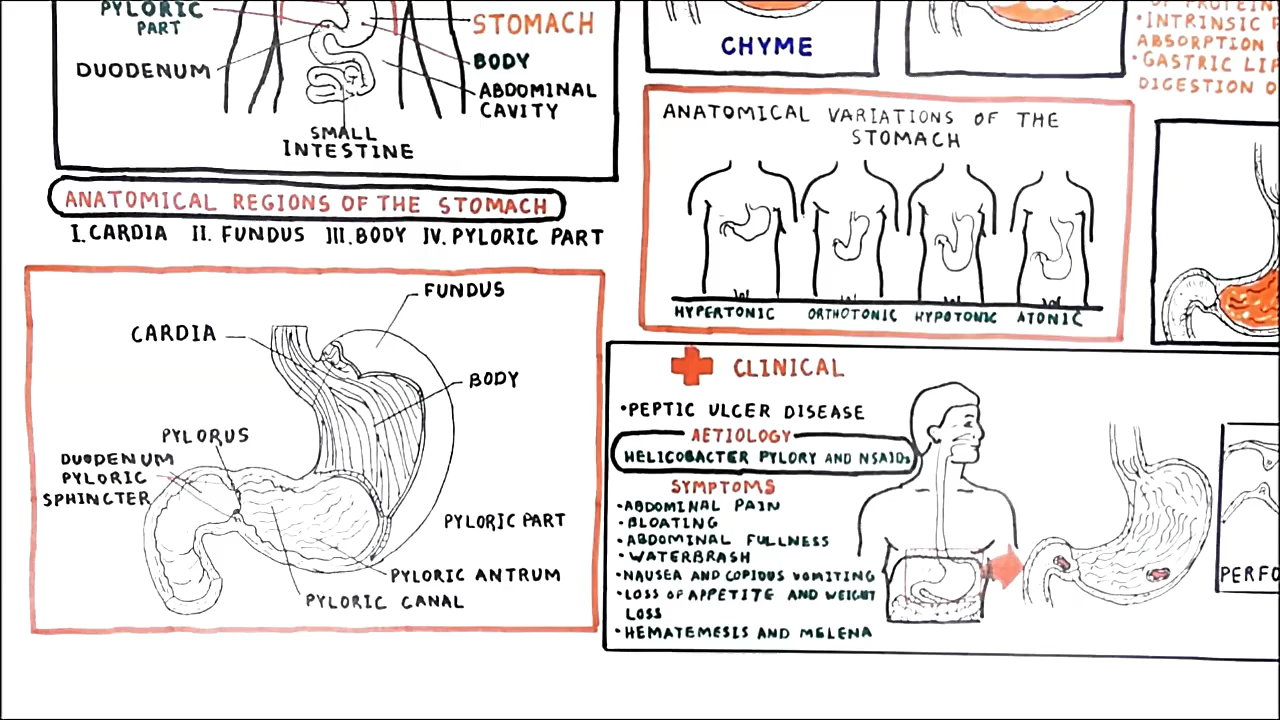 PYLORIC
PART
DUODENUM
STOMACH
BODY
ABDOMINAL
CAVITY
SMALL
INTESTINE
ANATOMICAL REGIONS OF THE STOMACH
I. CARDIA II. FUNDUS III. BODY IV. PYLORIC PART
FUNDUS
CARDIA
BODY
PYLORUS
DUODENUM
PYLORIC
SPHINCTER
PYLORIC PART
PYLORIC ANTRUM
PYLORIC CANAL
CHYME
OF PROTEIN
•INTRINSIC
ABSORPTION
•GASTRIC
DIGESTION
ANATOMICAL VARIATIONS OF THE
STOMACH
HYPERTONIC ORTHOTONIC HYPOTONIC ATONIC
CLINICAL
•PEPTIC ULCER DISEASE
AETIOLOGY
HELICOBACTER PYLORY AND NSAIDs
SYMPTOMS
•ABDOMINAL PAIN
•BLOATING
•ABDOMINAL FULLNESS
•WATERBRASH
•NAUSEA AND COPIOUS VOMITING
•LOSS OF APPETITE AND WEIGHT
LOSS
•HEMATEMESIS AND MELENA
PERFO